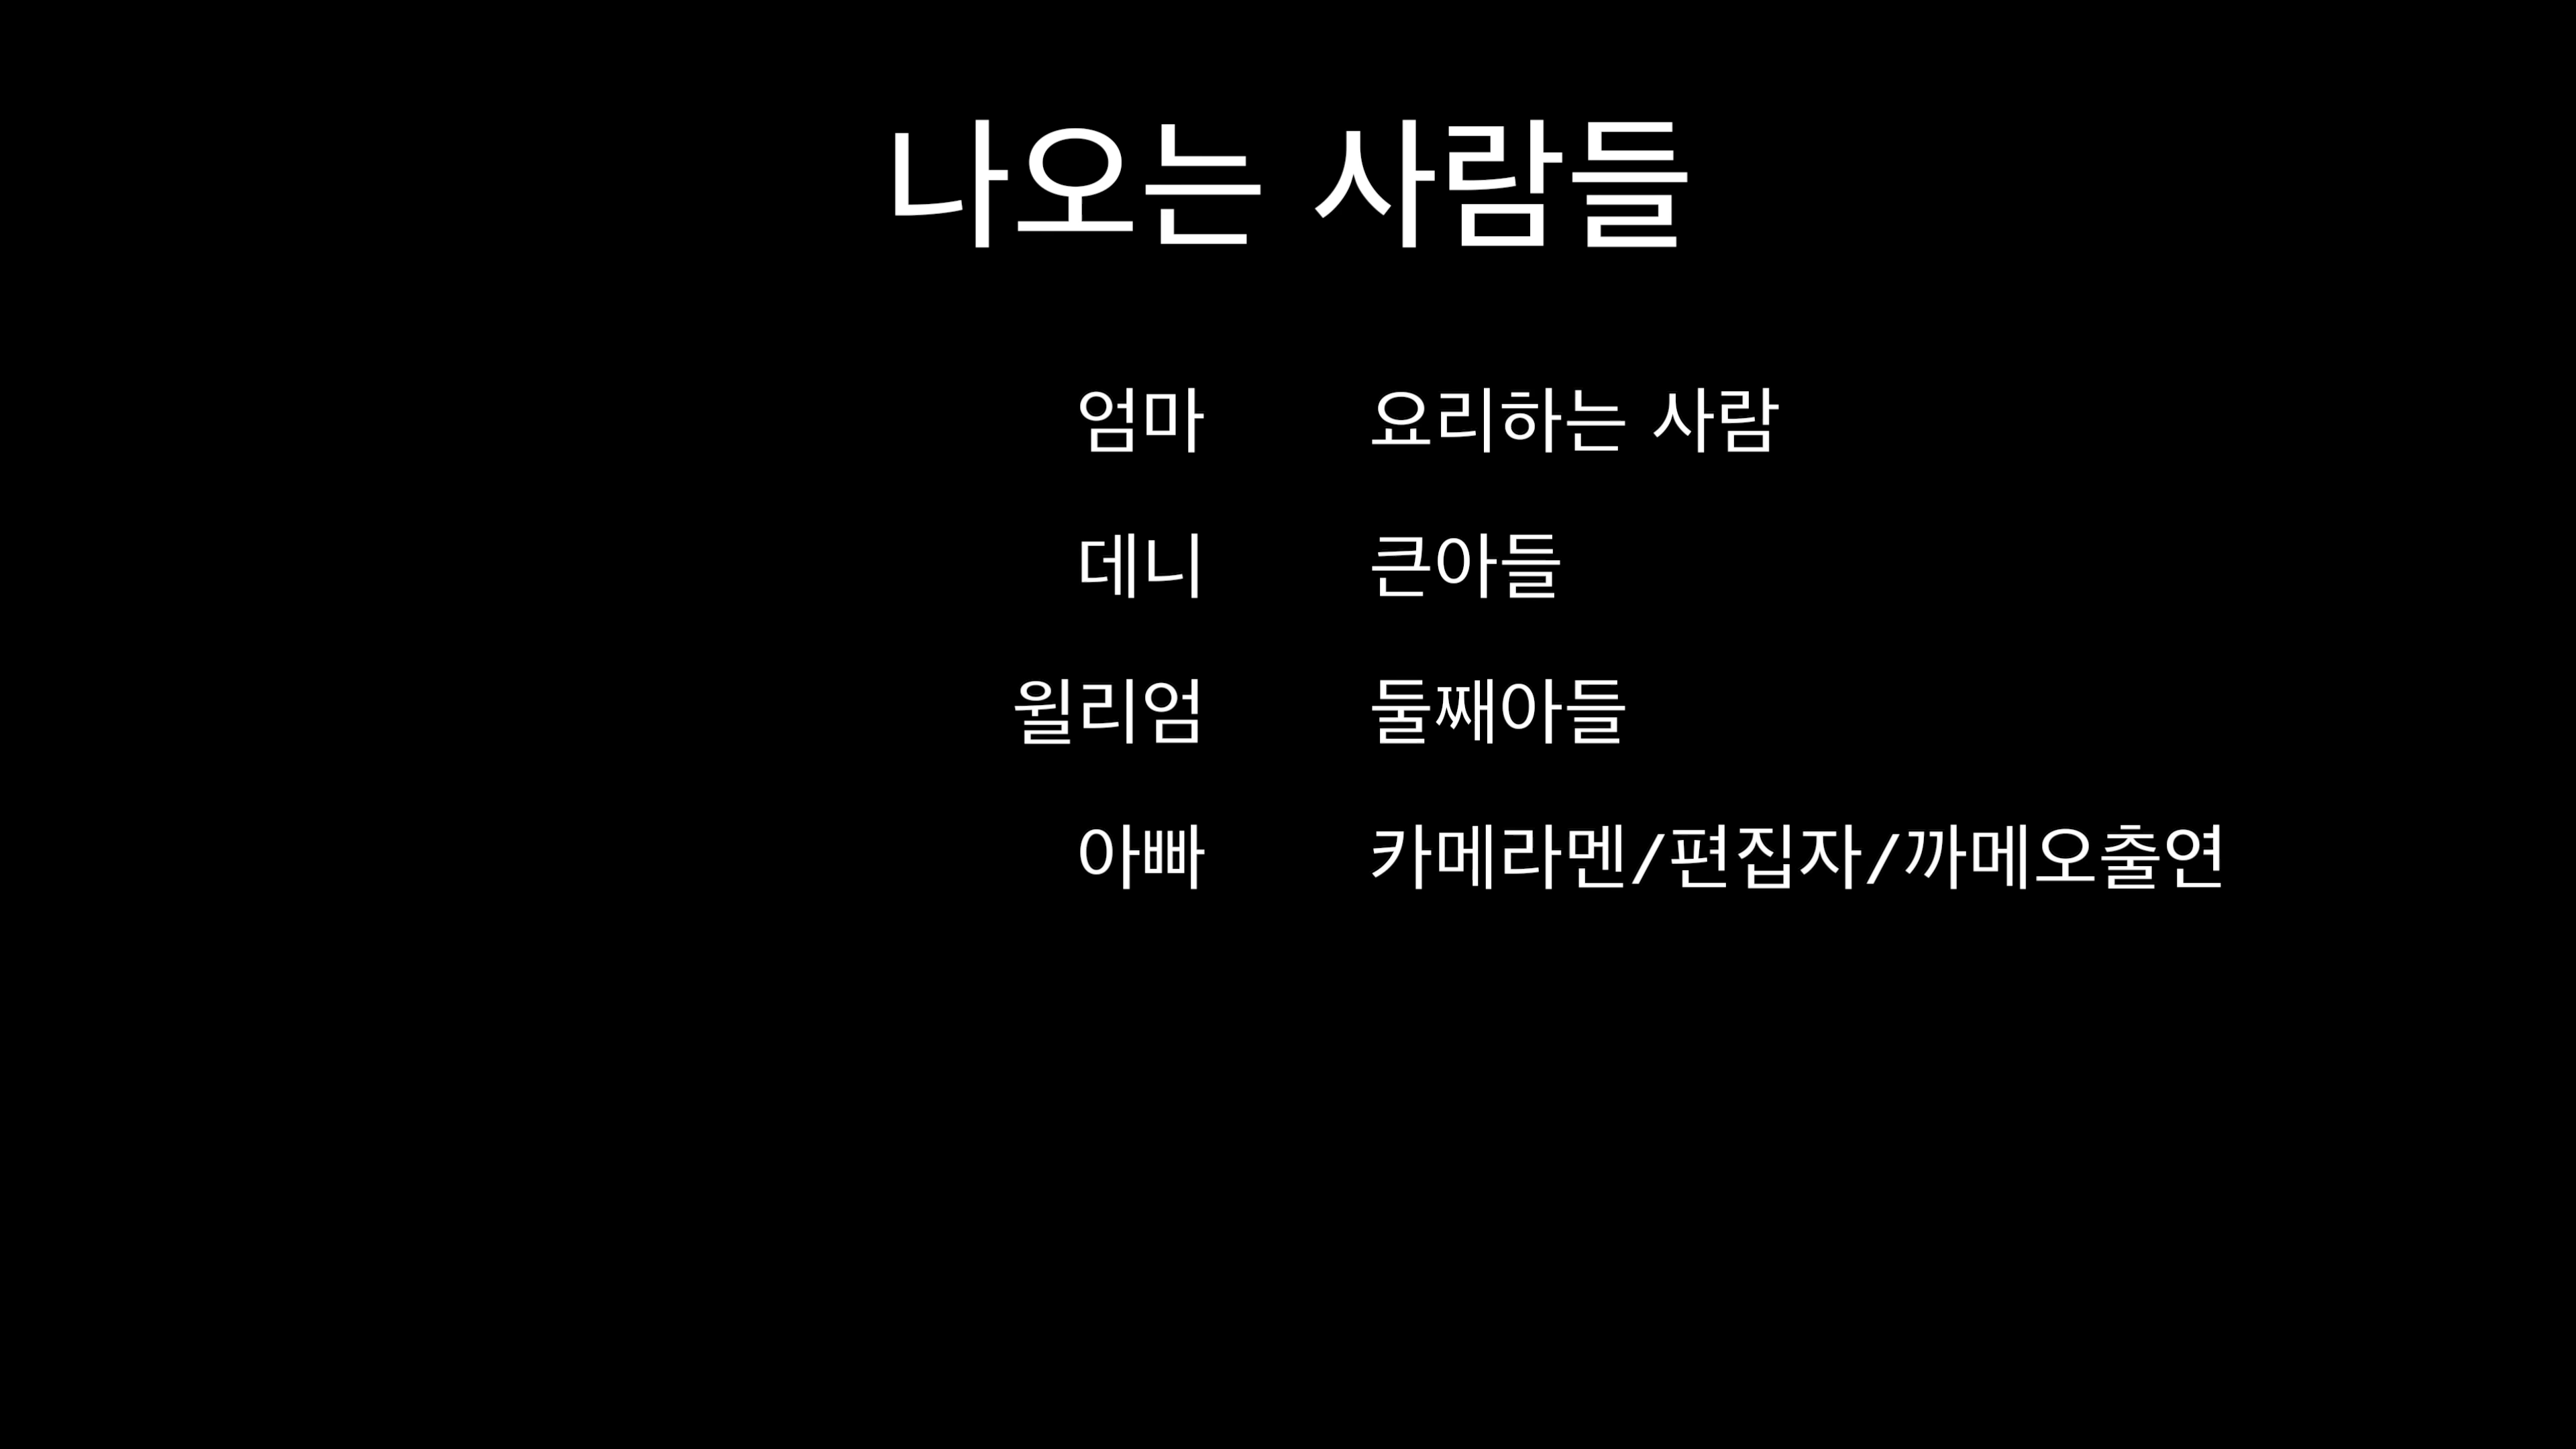 나오는 사람들
엄마 요리하는 사람
데니 큰아들
윌리엄 둘째아들
아빠 카메라멘/편집자/까메오출연